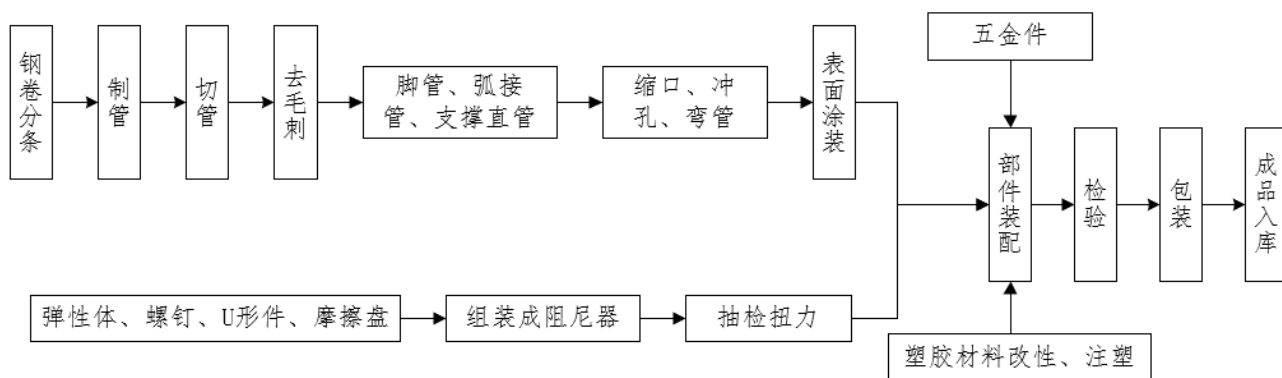 钢卷分条
制管
切管
去毛刺
脚管、弧接
管、支撑直管
缩口、冲
孔、弯管
表面涂装
五金件
部件装配
检验
包装
成品入库
弹性体、螺钉、U形件、摩擦盘
组装成阻尼器
抽检扭力
塑胶材料改性、注塑